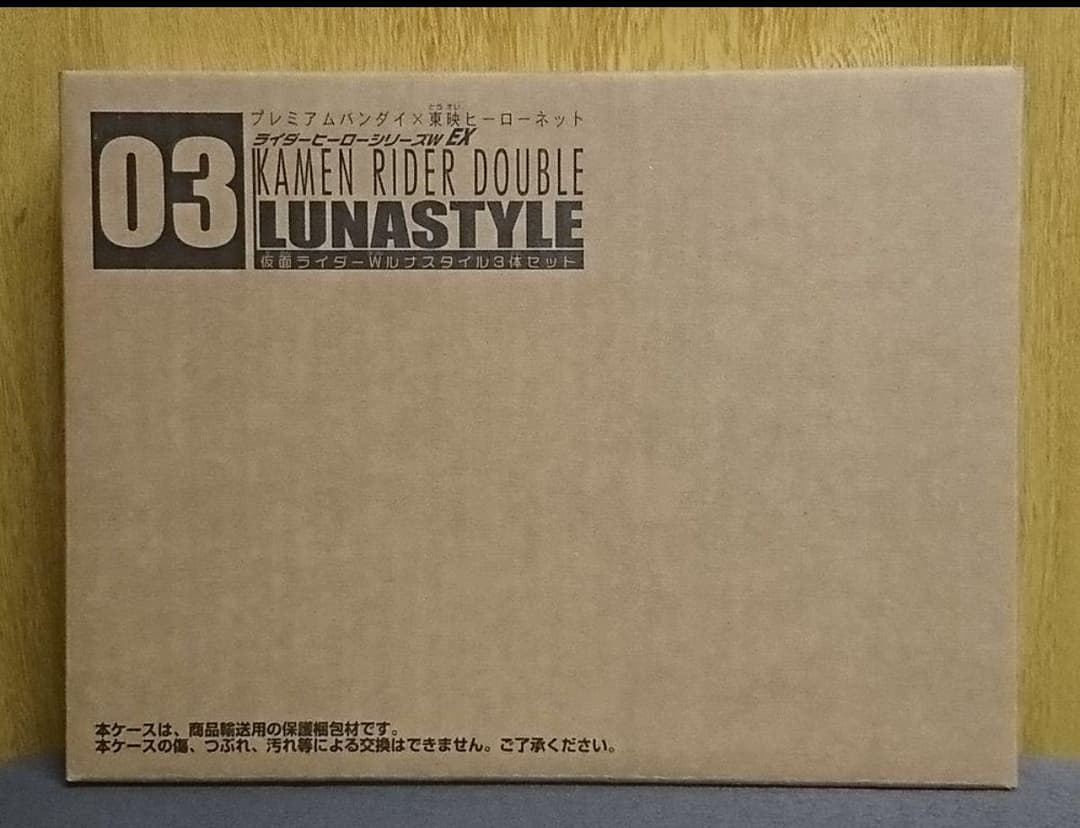 03
プレミアムバンダイ×東映ヒーローネット
ライダーヒーローシリーズW EX
KAMEN RIDER DOUBLE
LUNASTYLE
仮面ライダーWルナスタイル3体セット
本ケースは、商品輸送用の保護梱包材です。
本ケースの傷、つぶれ、汚れ等による交換はできません。ご了承ください。